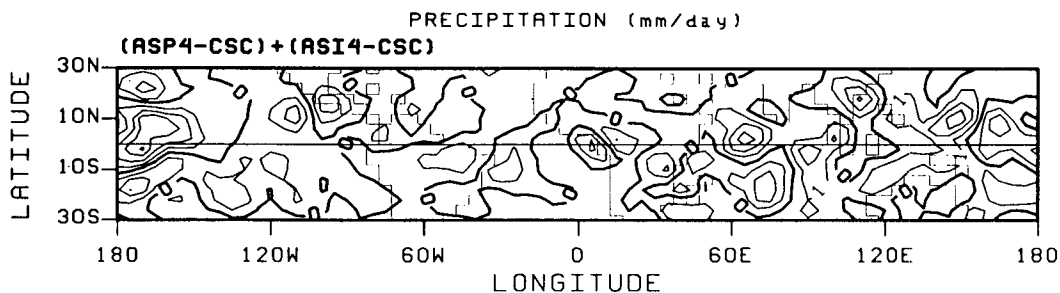 PRECIPITATION (mm/day)
(ASP4-CSC)+(ASI4-CSC)
LATITUDE
30N
10N
10S
30S
180 120W 60W 0 60E 120E 180
LONGITUDE